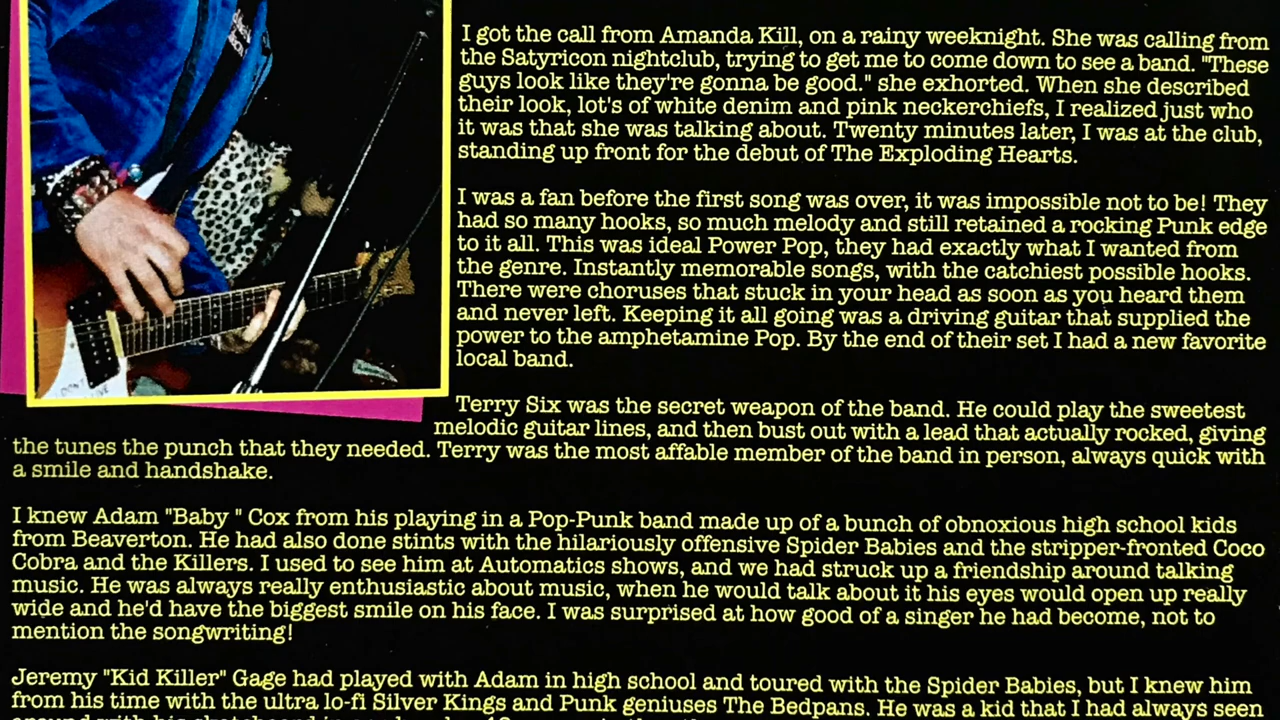 I got the call from Amanda Kill, on a rainy weeknight. She was calling from
the Satyricon nightclub, trying to get me to come down to see a band. "These
guys look like they're gonna be good." she exhorted. When she described
their look, lot's of white denim and pink neckerchiefs, I realized just who
it was that she was talking about. Twenty minutes later, I was at the club,
standing up front for the debut of The Exploding Hearts.
I was a fan before the first song was over, it was impossible not to be! They
had so many hooks, so much melody and still retained a rocking Punk edge
to it all. This was ideal Power Pop, they had exactly what I wanted from
the genre. Instantly memorable songs, with the catchiest possible hooks.
There were choruses that stuck in your head as soon as you heard them
and never left. Keeping it all going was a driving guitar that supplied the
power to the amphetamine Pop. By the end of their set I had a new favorite
local band.
Terry Six was the secret weapon of the band. He could play the sweetest
melodic guitar lines, and then bust out with a lead that actually rocked, giving
the tunes the punch that they needed. Terry was the most affable member of the band in person, always quick with
a smile and handshake.
I knew Adam "Baby " Cox from his playing in a Pop-Punk band made up of a bunch of obnoxious high school kids
from Beaverton. He had also done stints with the hilariously offensive Spider Babies and the stripper-fronted Coco
Cobra and the Killers. I used to see him at Automatics shows, and we had struck up a friendship around talking
music. He was always really enthusiastic about music, when he would talk about it his eyes would open up really
wide and he'd have the biggest smile on his face. I was surprised at how good of a singer he had become, not to
mention the songwriting!
Jeremy "Kid Killer" Gage had played with Adam in high school and toured with the Spider Babies, but I knew him
from his time with the ultra lo-fi Silver Kings and Punk geniuses The Bedpans. He was a kid that I had always seen